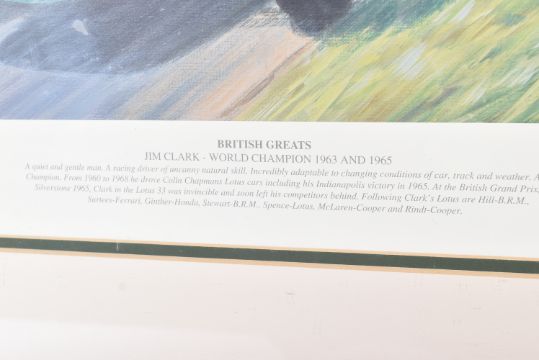 BRITISH GREATS
JIM CLARK - WORLD CHAMPION 1963 AND 1965
A quiet and gentle man. A racing driver of uncanny natural skill. Incredibly adaptable to changing conditions of car, track and weather. A
Champion. From 1960 to 1968 he drove Colin Chapmans Lotus cars including his Indianapolis victory in 1965. At the British Grand Prix,
Silverstone 1965, Clark in the Lotus 33 was invincible and soon left his competitors behind. Following Clark's Lotus are Hill-B.R.M.,
Surtees-Ferrari, Ginther-Honda, Stewart-B.R.M., Spence-Lotus, McLaren-Cooper and Rindt-Cooper.